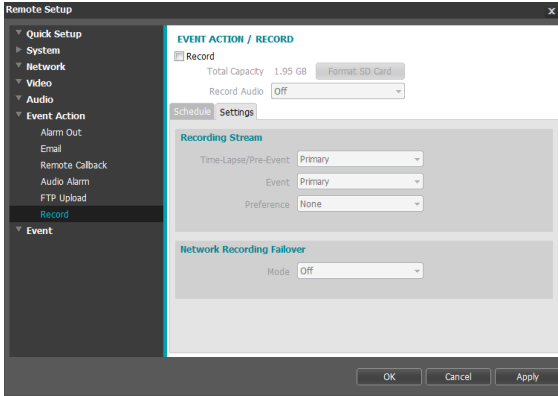 Remote Setup
x
Quick Setup
System
Network
Video
Audio
Event Action
Alarm Out
Email
Remote Callback
Audio Alarm
FTP Upload
Record
Event
EVENT ACTION / RECORD
Record
Total Capacity 1.95 GB Format SD Card
Record Audio Off
Schedule Settings
Recording Stream
Time-Lapse/Pre-Event Primary
Event Primary
Preference None
Network Recording Failover
Mode Off
OK Cancel Apply